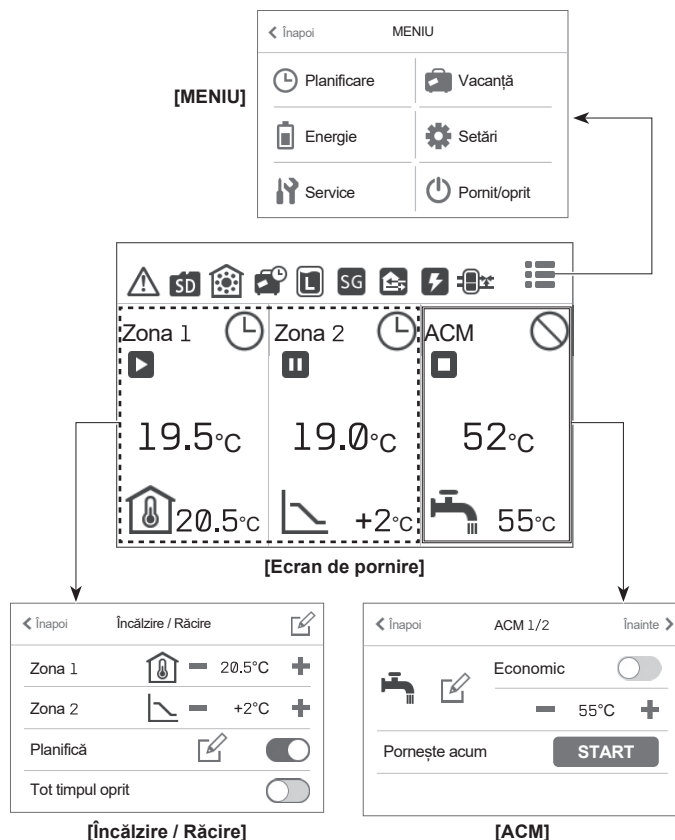 Înapoi MENIU
Planificare Vacanță
[MENIU]
Energie Setări
Service Pornit/oprit
SD L SG
Zona 1 Zona 2 ACM
19.5°C 19.0°C 52°C
20.5°C +2°C 55°C
[Ecran de pornire]
Înapoi Încălzire / Răcire
Zona 1 20.5°C
Zona 2 +2°C
Planifică
Tot timpul oprit
[Încălzire / Răcire]
Înapoi ACM 1/2 Înainte
Economic
55°C
Pornește acum START
[ACM]